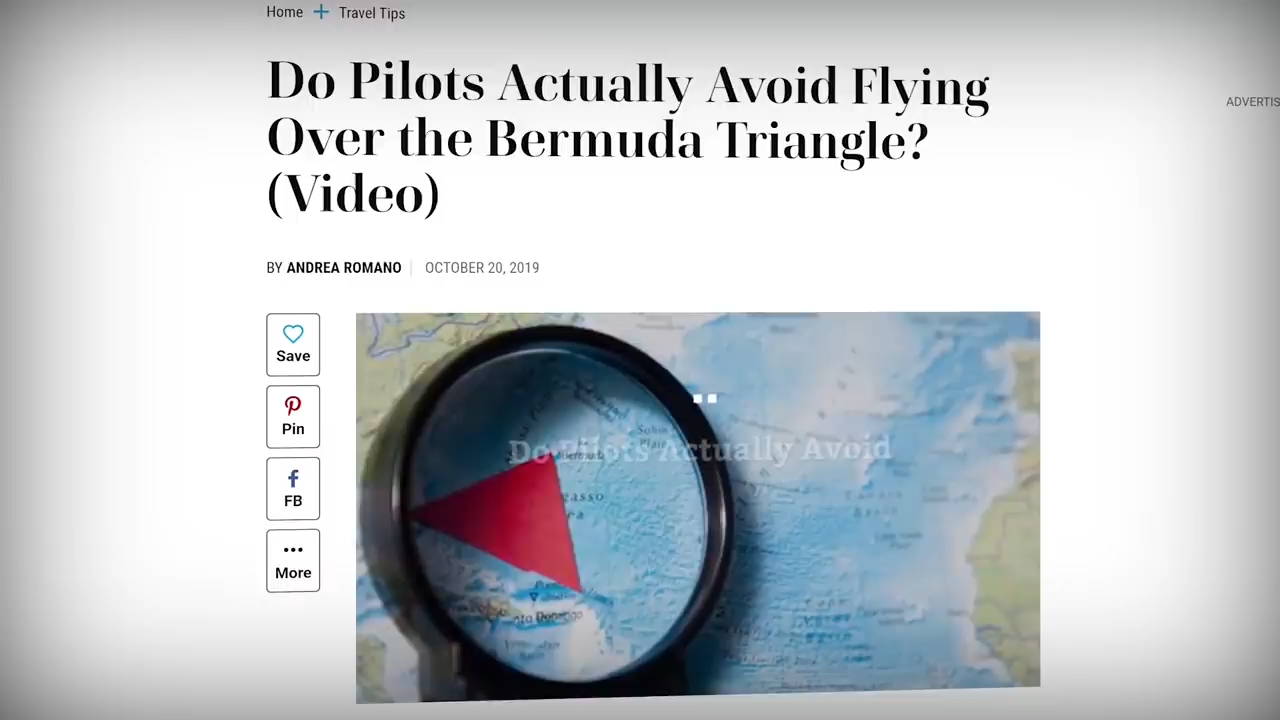 Home + Travel Tips
ADVERTIS
Do Pilots Actually Avoid Flying
Over the Bermuda Triangle?
(Video)
BY ANDREA ROMANO | OCTOBER 20, 2019
Save
Pin
FB
More
Do Pilots Actually Avoid
Bermuda